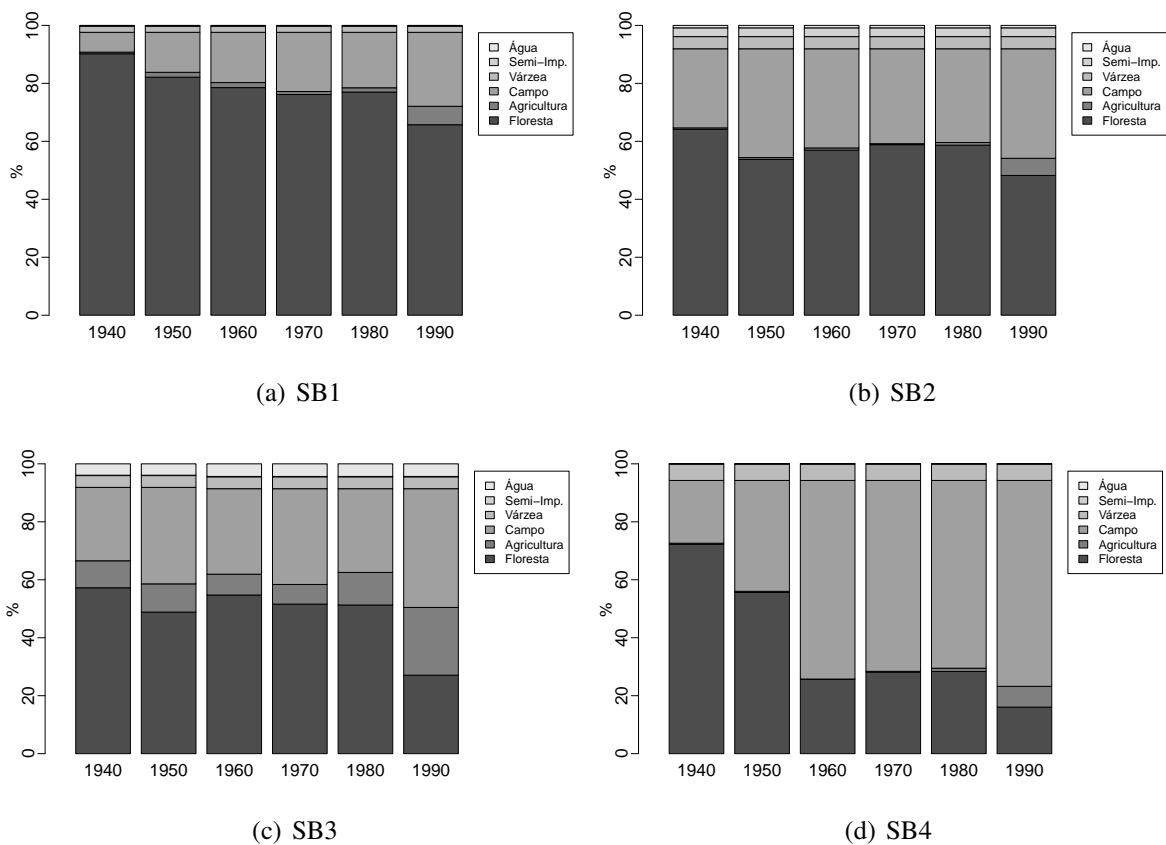 100
80
60
40
20
0
%
1940 1950 1960 1970 1980 1990
Água
Semi−Imp.
Várzea
Campo
Agricultura
Floresta
(a) SB1
100
80
60
40
20
0
%
1940 1950 1960 1970 1980 1990
Água
Semi−Imp.
Várzea
Campo
Agricultura
Floresta
(b) SB2
100
80
60
40
20
0
%
1940 1950 1960 1970 1980 1990
Água
Semi−Imp.
Várzea
Campo
Agricultura
Floresta
(c) SB3
100
80
60
40
20
0
%
1940 1950 1960 1970 1980 1990
Água
Semi−Imp.
Várzea
Campo
Agricultura
Floresta
(d) SB4